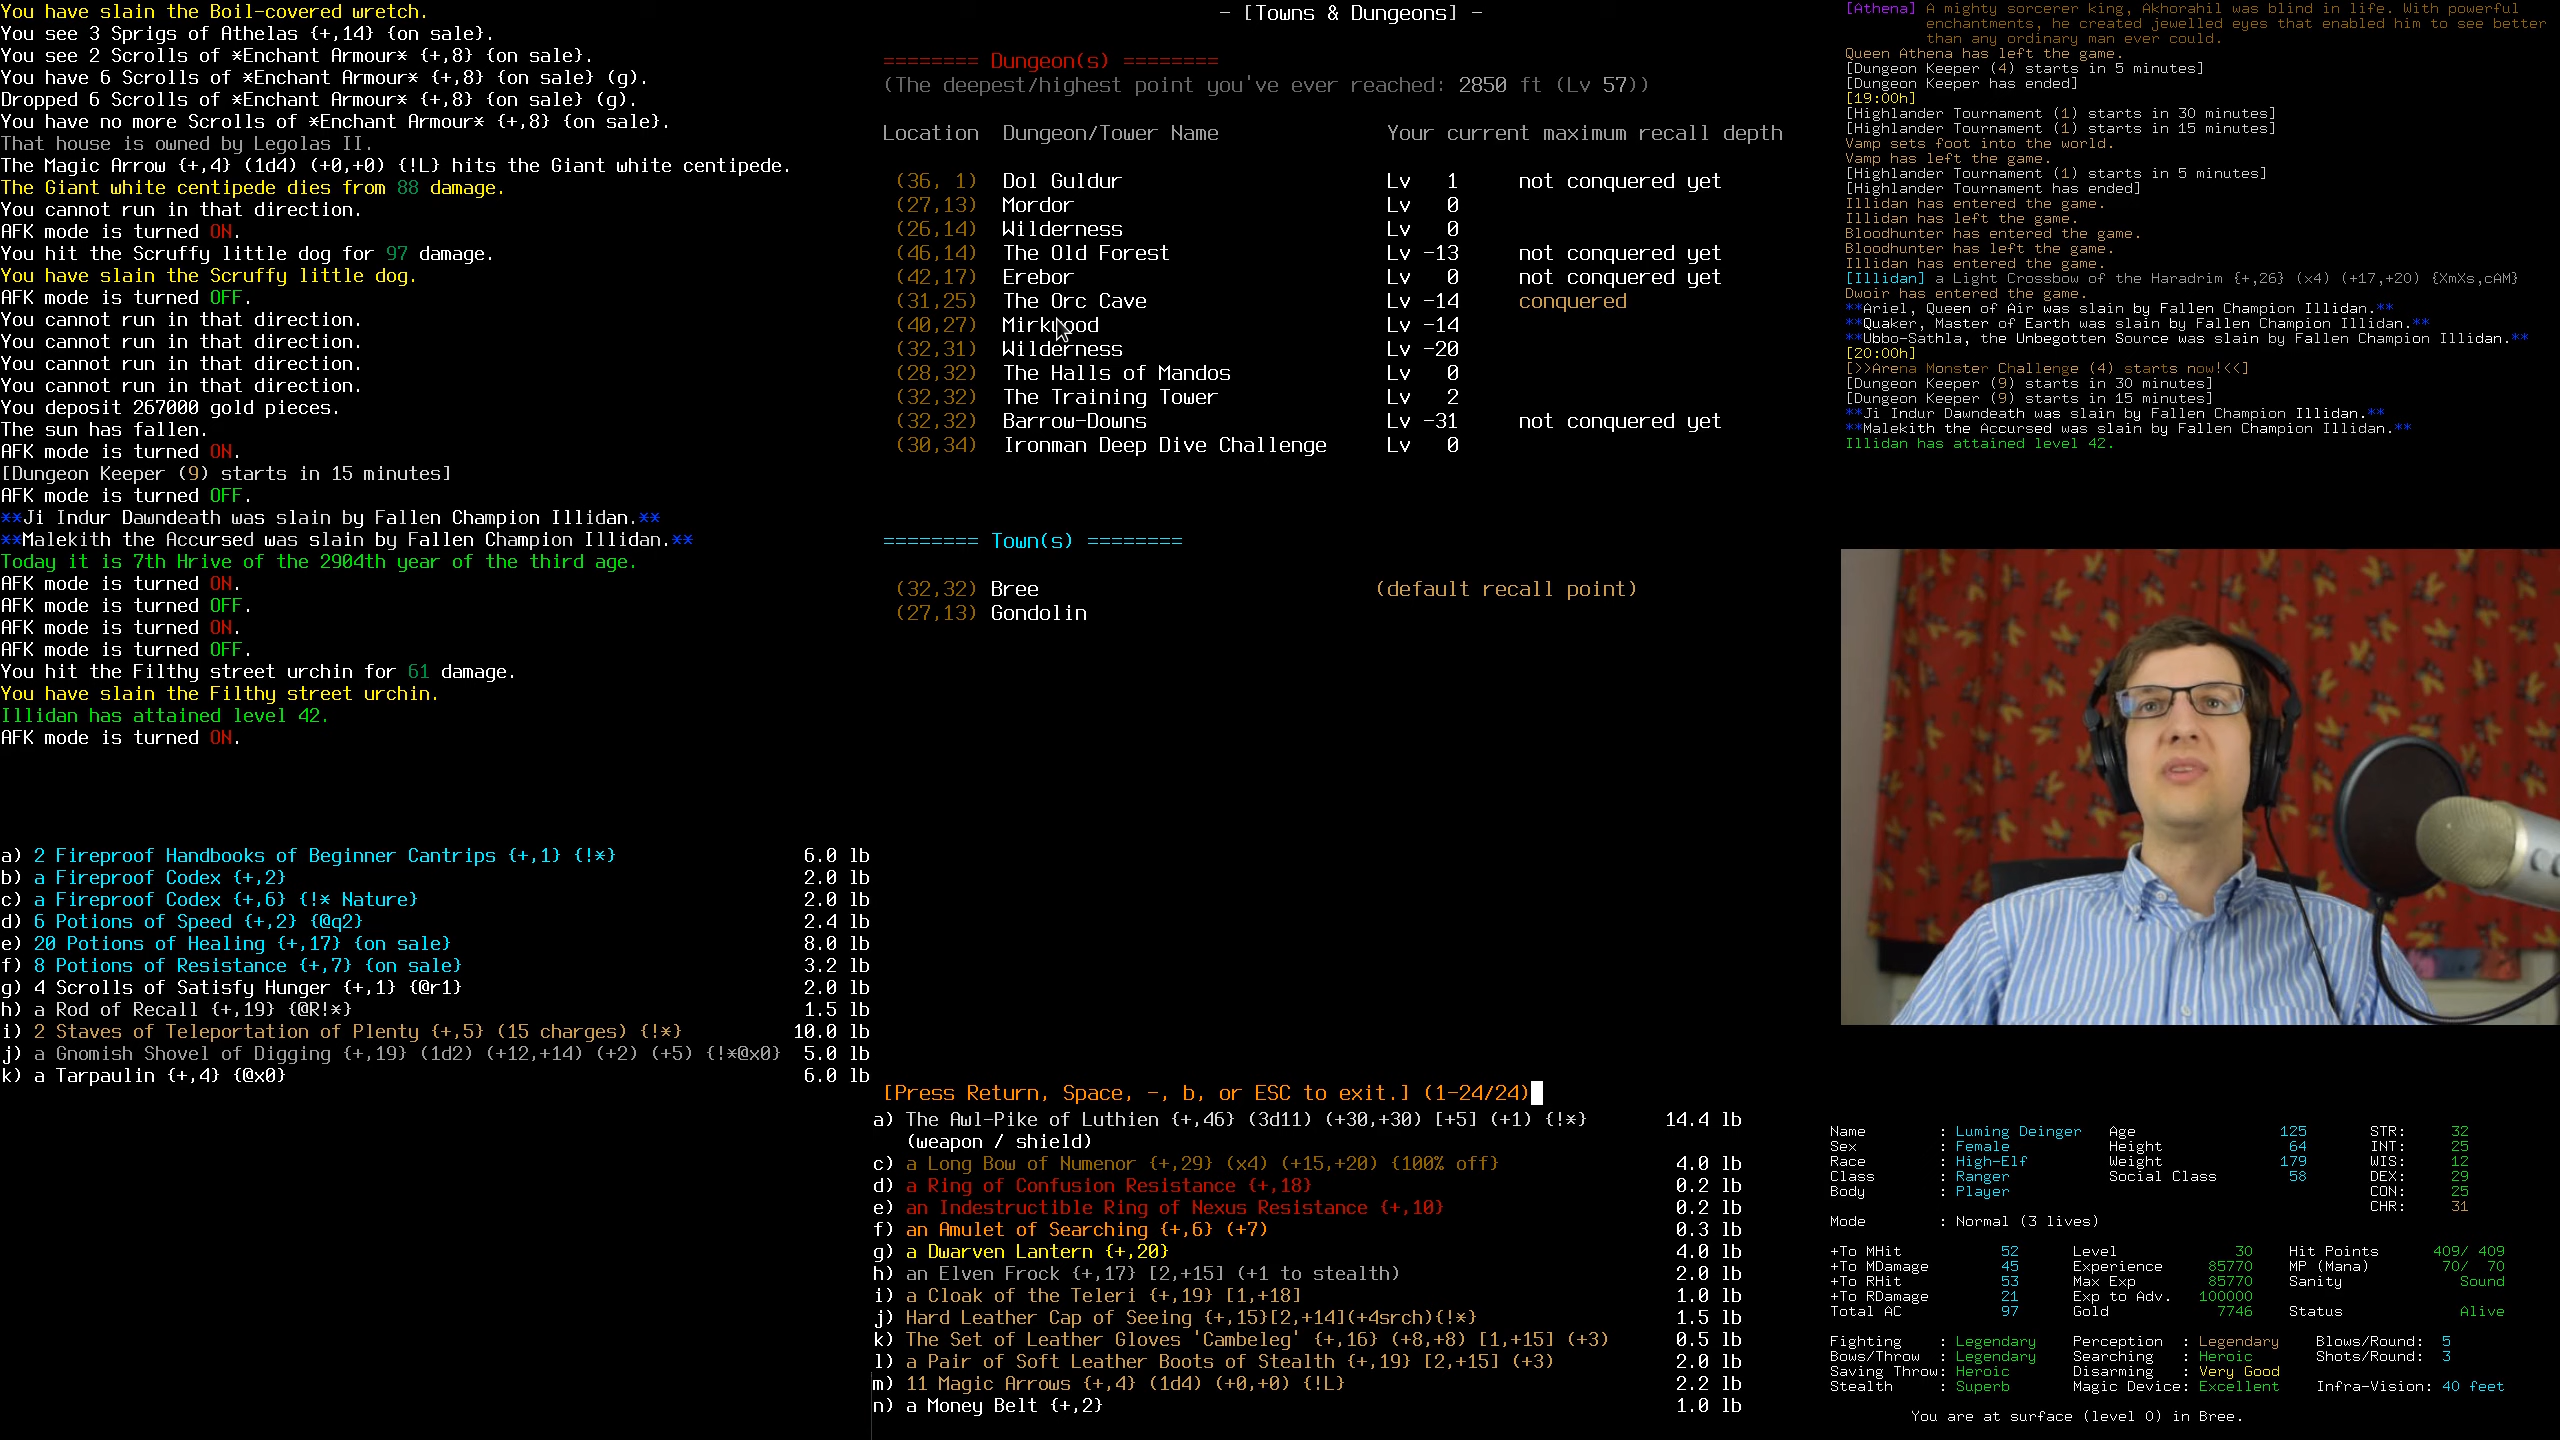 You have slain the Boil-covered wretch.
You see 3 Sprigs of Athelas {+,14} {on sale}.
You see 2 Scrolls of *Enchant Armour* {+,8} {on sale}.
You have 6 Scrolls of *Enchant Armour* {+,8} {on sale} (g).
Dropped 6 Scrolls of *Enchant Armour* {+,8} {on sale} (g).
You have no more Scrolls of *Enchant Armour* {+,8} {on sale}.
That house is owned by Legolas II.
The Magic Arrow {+,4} (1d4) (+0,+0) {!L} hits the Giant white centipede.
The Giant white centipede dies from 88 damage.
You cannot run in that direction.
AFK mode is turned ON.
You hit the Scruffy little dog for 97 damage.
You have slain the Scruffy little dog.
AFK mode is turned OFF.
You cannot run in that direction.
You cannot run in that direction.
You cannot run in that direction.
You cannot run in that direction.
You deposit 267000 gold pieces.
The sun has fallen.
AFK mode is turned ON.
[Dungeon Keeper (9) starts in 15 minutes]
AFK mode is turned OFF.
**Ji Indur Dawndeath was slain by Fallen Champion Illidan.**
**Malekith the Accursed was slain by Fallen Champion Illidan.**
Today it is 7th Hrive of the 2904th year of the third age.
AFK mode is turned ON.
AFK mode is turned OFF.
AFK mode is turned ON.
AFK mode is turned OFF.
You hit the Filthy street urchin for 61 damage.
You have slain the Filthy street urchin.
Illidan has attained level 42.
AFK mode is turned ON.
a) 2 Fireproof Handbooks of Beginner Cantrips {+,1} {!*} 6.0 lb
b) a Fireproof Codex {+,2} 2.0 lb
c) a Fireproof Codex {+,6} {!* Nature} 2.0 lb
d) 6 Potions of Speed {+,2} {@q2} 2.4 lb
e) 20 Potions of Healing {+,17} {on sale} 8.0 lb
f) 8 Potions of Resistance {+,7} {on sale} 3.2 lb
g) 4 Scrolls of Satisfy Hunger {+,1} {@r1} 2.0 lb
h) a Rod of Recall {+,19} {@R!*} 1.5 lb
i) 2 Staves of Teleportation of Plenty {+,5} (15 charges) {!*} 10.0 lb
j) a Gnomish Shovel of Digging {+,19} (1d2) (+12,+14) (+2) (+5) {!*@x0} 5.0 lb
k) a Tarpaulin {+,4} {@x0} 6.0 lb
- [Towns & Dungeons] -
======== Dungeon(s) ========
(The deepest/highest point you've ever reached: 2850 ft (Lv 57))
Location Dungeon/Tower Name Your current maximum recall depth
(36, 1) Dol Guldur Lv 1 not conquered yet
(27,13) Mordor Lv 0
(26,14) Wilderness Lv 0
(46,14) The Old Forest Lv -13 not conquered yet
(42,17) Erebor Lv 0 not conquered yet
(31,25) The Orc Cave Lv -14 conquered
(40,27) Mirkwood Lv -14
(32,31) Wilderness Lv -20
(28,32) The Halls of Mandos Lv 0
(32,32) The Training Tower Lv 2
(32,32) Barrow-Downs Lv -31 not conquered yet
(30,34) Ironman Deep Dive Challenge Lv 0
======== Town(s) ========
(32,32) Bree (default recall point)
(27,13) Gondolin
[Press Return, Space, -, b, or ESC to exit.] (1-24/24)
a) The Awl-Pike of Luthien {+,46} (3d11) (+30,+30) [+5] (+1) {!*} 14.4 lb
(weapon / shield)
c) a Long Bow of Numenor {+,29} (x4) (+15,+20) {100% off} 4.0 lb
d) a Ring of Confusion Resistance {+,18} 0.2 lb
e) an Indestructible Ring of Nexus Resistance {+,10} 0.2 lb
f) an Amulet of Searching {+,6} (+7) 0.3 lb
g) a Dwarven Lantern {+,20} 4.0 lb
h) an Elven Frock {+,17} [2,+15] (+1 to stealth) 2.0 lb
i) a Cloak of the Teleri {+,19} [1,+18] 1.0 lb
j) Hard Leather Cap of Seeing {+,15}[2,+14](+4srch){!*} 1.5 lb
k) The Set of Leather Gloves 'Cambeleg' {+,16} (+8,+8) [1,+15] (+3) 0.5 lb
l) a Pair of Soft Leather Boots of Stealth {+,19} [2,+15] (+3) 2.0 lb
m) 11 Magic Arrows {+,4} (1d4) (+0,+0) {!L} 2.2 lb
n) a Money Belt {+,2} 1.0 lb
[Athena] A mighty sorcerer king, Akhorahil was blind in life. With powerful
enchantments, he created jewelled eyes that enabled him to see better
than any ordinary man ever could.
Queen Athena has left the game.
[Dungeon Keeper (4) starts in 5 minutes]
[Dungeon Keeper has ended]
[19:00h]
[Highlander Tournament (1) starts in 30 minutes]
[Highlander Tournament (1) starts in 15 minutes]
Vamp sets foot into the world.
Vamp has left the game.
[Highlander Tournament (1) starts in 5 minutes]
[Highlander Tournament has ended]
Illidan has entered the game.
Illidan has left the game.
Bloodhunter has entered the game.
Bloodhunter has left the game.
Illidan has entered the game.
[Illidan] a Light Crossbow of the Haradrim {+,26} (x4) (+17,+20) {XmXs,cAM}
Dwoir has entered the game.
**Ariel, Queen of Air was slain by Fallen Champion Illidan.**
**Quaker, Master of Earth was slain by Fallen Champion Illidan.**
**Ubbo-Sathla, the Unbegotten Source was slain by Fallen Champion Illidan.**
[20:00h]
[>>Arena Monster Challenge (4) starts now!<<]
[Dungeon Keeper (9) starts in 30 minutes]
[Dungeon Keeper (9) starts in 15 minutes]
**Ji Indur Dawndeath was slain by Fallen Champion Illidan.**
**Malekith the Accursed was slain by Fallen Champion Illidan.**
Illidan has attained level 42.
Name : Luming Deinger Age 125 STR: 32
Sex : Female Height 64 INT: 25
Race : High-Elf Weight 179 WIS: 12
Class : Ranger Social Class 58 DEX: 29
Body : Player CON: 25
CHR: 31
Mode : Normal (3 lives)
+To MHit 52 Level 30 Hit Points 409/ 409
+To MDamage 45 Experience 85770 MP (Mana) 70/ 70
+To RHit 53 Max Exp 85770 Sanity Sound
+To RDamage 21 Exp to Adv. 100000
Total AC 97 Gold 7746 Status Alive
Fighting : Legendary Perception : Legendary Blows/Round: 5
Bows/Throw : Legendary Searching : Heroic Shots/Round: 3
Saving Throw: Heroic Disarming : Very Good
Stealth : Superb Magic Device: Excellent Infra-Vision: 40 feet
You are at surface (level 0) in Bree.